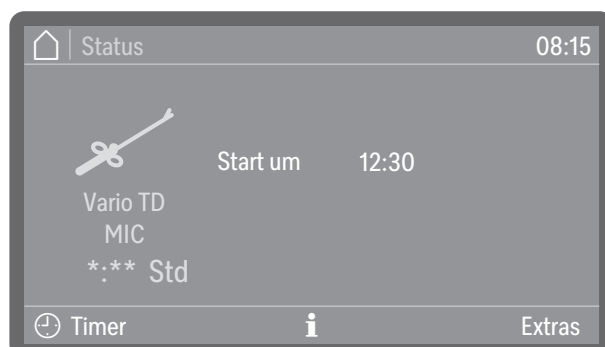 Status 08:15
Start um 12:30
Vario TD
MIC
*:** Std
Timer i Extras